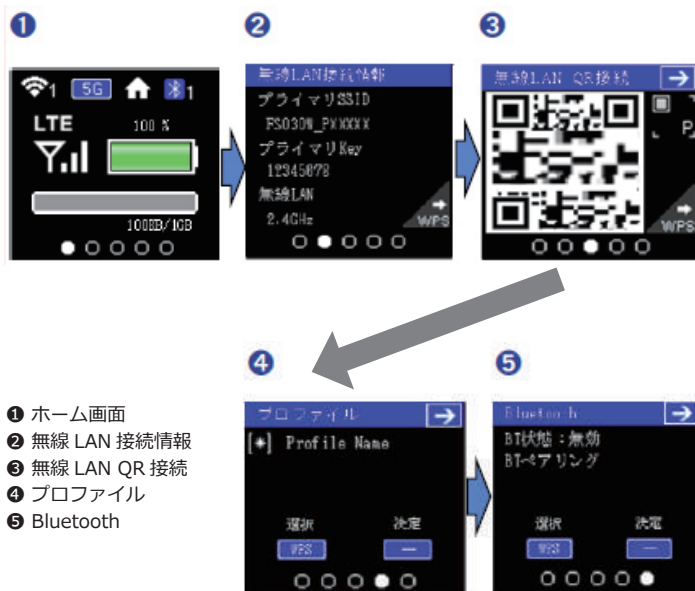 ❶
❷
❸
1 5G 1
LTE 100 %
100MB/1GB
無線LAN接続情報
プライマリSSID
FS030W_PXXXXX
プライマリKey
12345678
無線LAN
2.4GHz
WPS
無線LAN QR接続
P
WPS
❹
❺
プロファイル
[*] Profile Name
選択 決定
WPS —
Bluetooth
BT状態：無効
BTペアリング
選択 決定
WPS —
❶ ホーム画面
❷ 無線 LAN 接続情報
❸ 無線 LAN QR 接続
❹ プロファイル
❺ Bluetooth